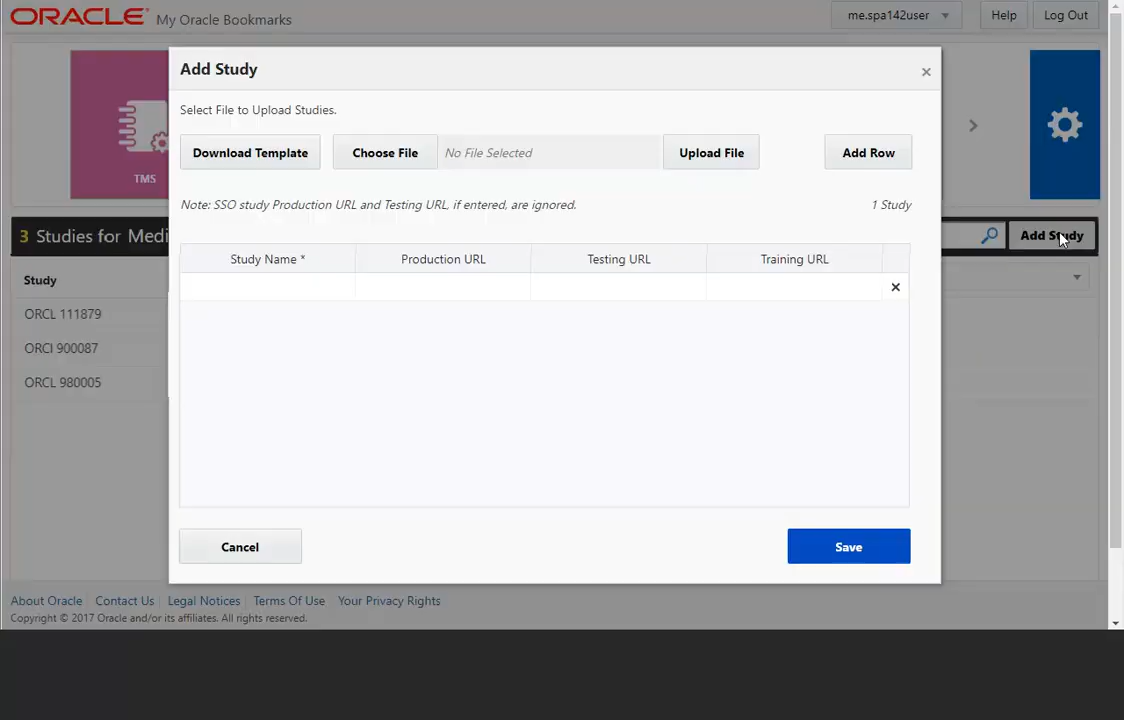 ORACLE® My Oracle Bookmarks
me.spa142user
Help
Log Out
TMS
3 Studies for Medi
Add Study
Study
ORCL 111879
ORCI 900087
ORCL 980005
Add Study
×
Select File to Upload Studies.
Download Template
Choose File
No File Selected
Upload File
Add Row
Note: SSO study Production URL and Testing URL, if entered, are ignored.
1 Study
Study Name * Production URL Testing URL Training URL
×
Cancel
Save
About Oracle Contact Us Legal Notices Terms Of Use Your Privacy Rights
Copyright © 2017 Oracle and/or its affiliates. All rights reserved.